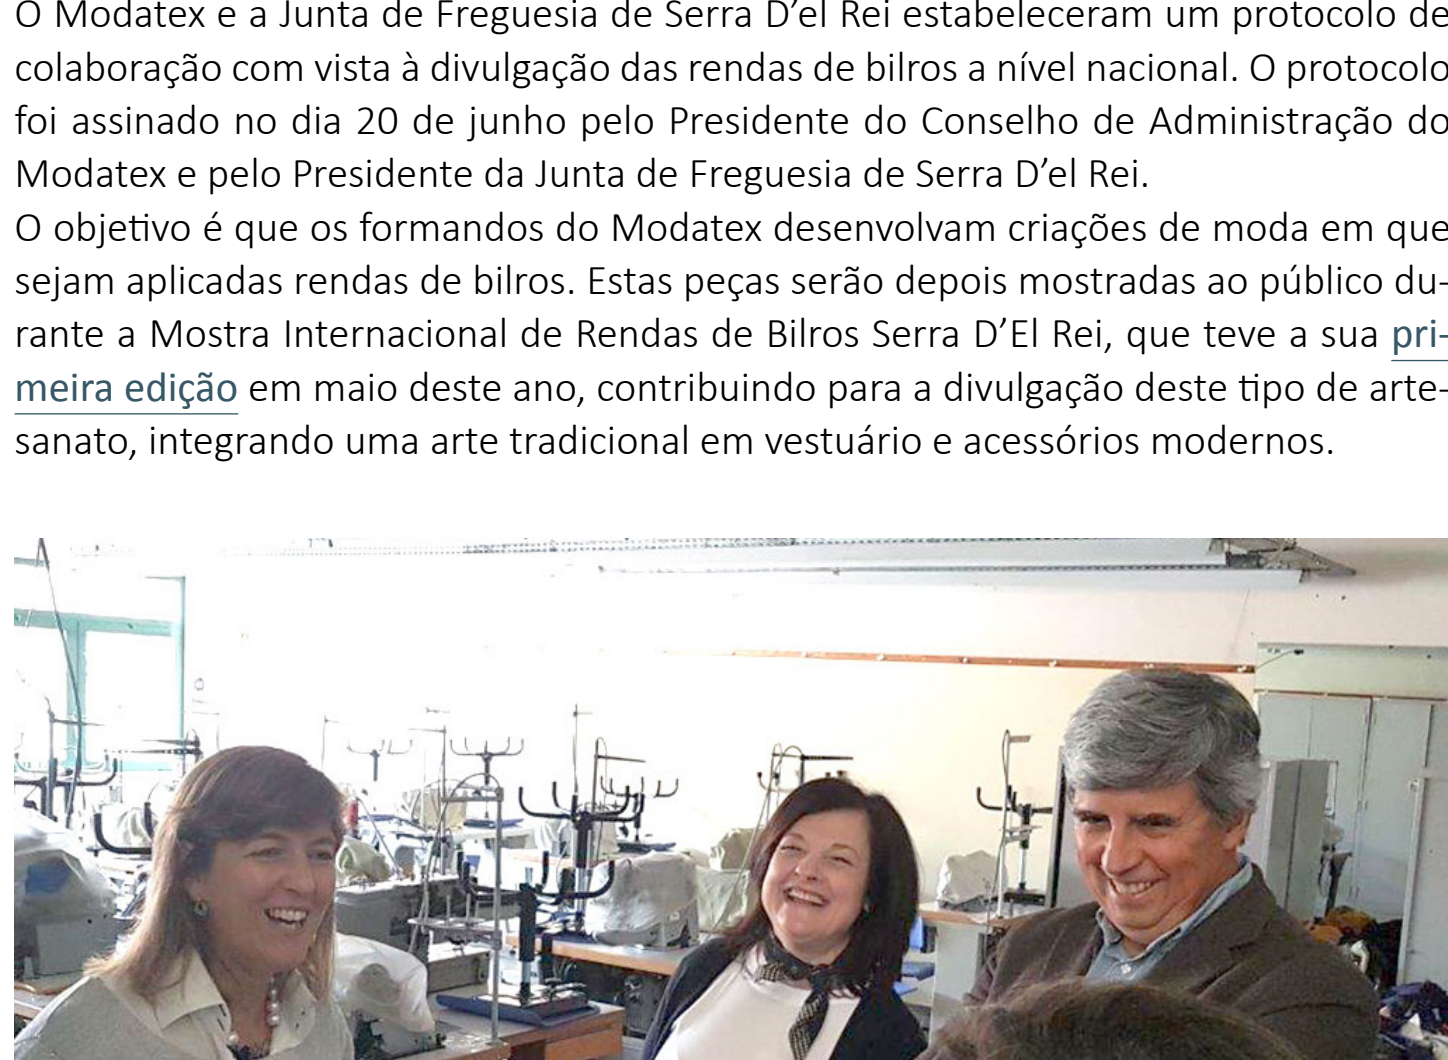 O Modatex e a Junta de Freguesia de Serra D’el Rei estabeleceram um protocolo de
colaboração com vista à divulgação das rendas de bilros a nível nacional. O protocolo
foi assinado no dia 20 de junho pelo Presidente do Conselho de Administração do
Modatex e pelo Presidente da Junta de Freguesia de Serra D’el Rei.
O objetivo é que os formandos do Modatex desenvolvam criações de moda em que
sejam aplicadas rendas de bilros. Estas peças serão depois mostradas ao público du-
rante a Mostra Internacional de Rendas de Bilros Serra D’El Rei, que teve a sua pri-
meira edição em maio deste ano, contribuindo para a divulgação deste tipo de arte-
sanato, integrando uma arte tradicional em vestuário e acessórios modernos.